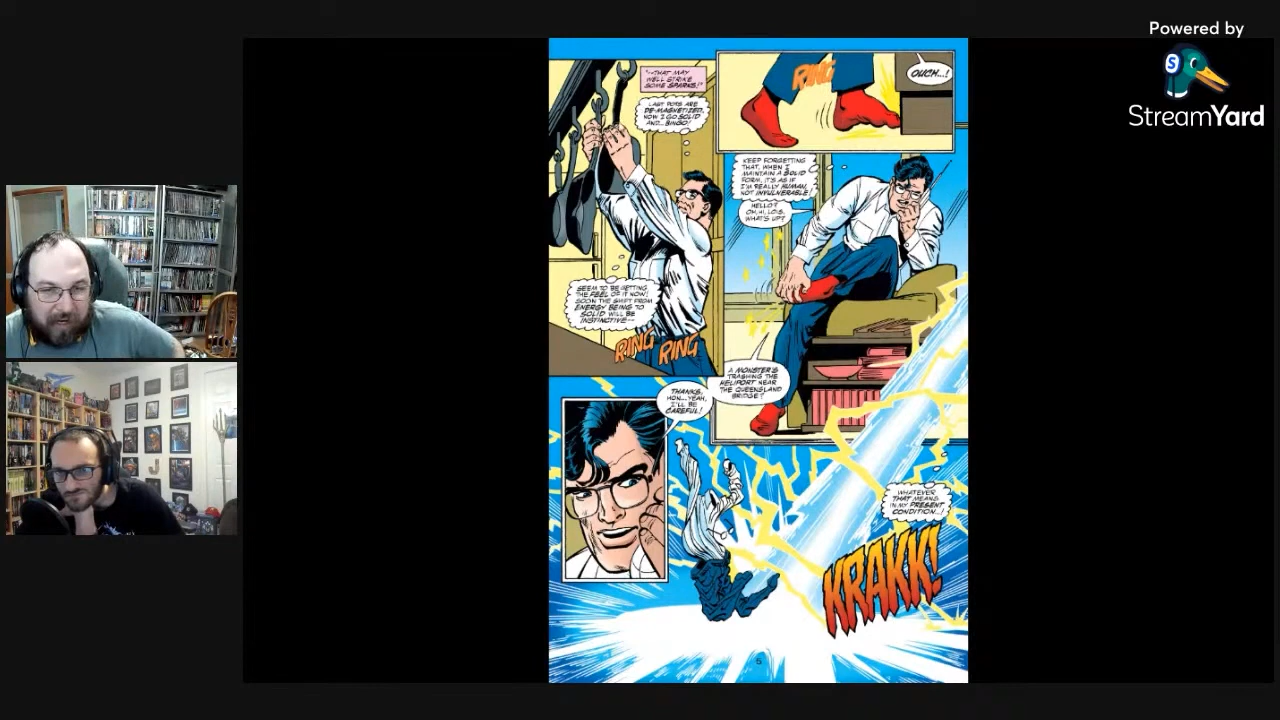 Powered by
S
StreamYard
"--THAT MAY
WELL STRIKE
SOME SPARKS!"
LAST POTS ARE
DE-MAGNETIZED.
NOW I GO SOLID
AND... BINGO!
SEEM TO BE GETTING
THE FEEL OF IT NOW!
SOON THE SHIFT FROM
ENERGY BEING TO
SOLID WILL BE
INSTINCTIVE--
RING RING
RING
OUCH...!
KEEP FORGETTING
THAT, WHEN I
MAINTAIN A SOLID
FORM, IT'S AS IF
I'M REALLY HUMAN,
NOT INVULNERABLE!
HELLO?
OH, HI, LOIS.
WHAT'S UP?
A MONSTER'S
TRASHING THE
HELIPORT NEAR
THE QUEENSLAND
BRIDGE?
THANKS,
HON... YEAH,
I'LL BE
CAREFUL!
WHATEVER
THAT MEANS
IN MY PRESENT
CONDITION...!
KRAKK!
5